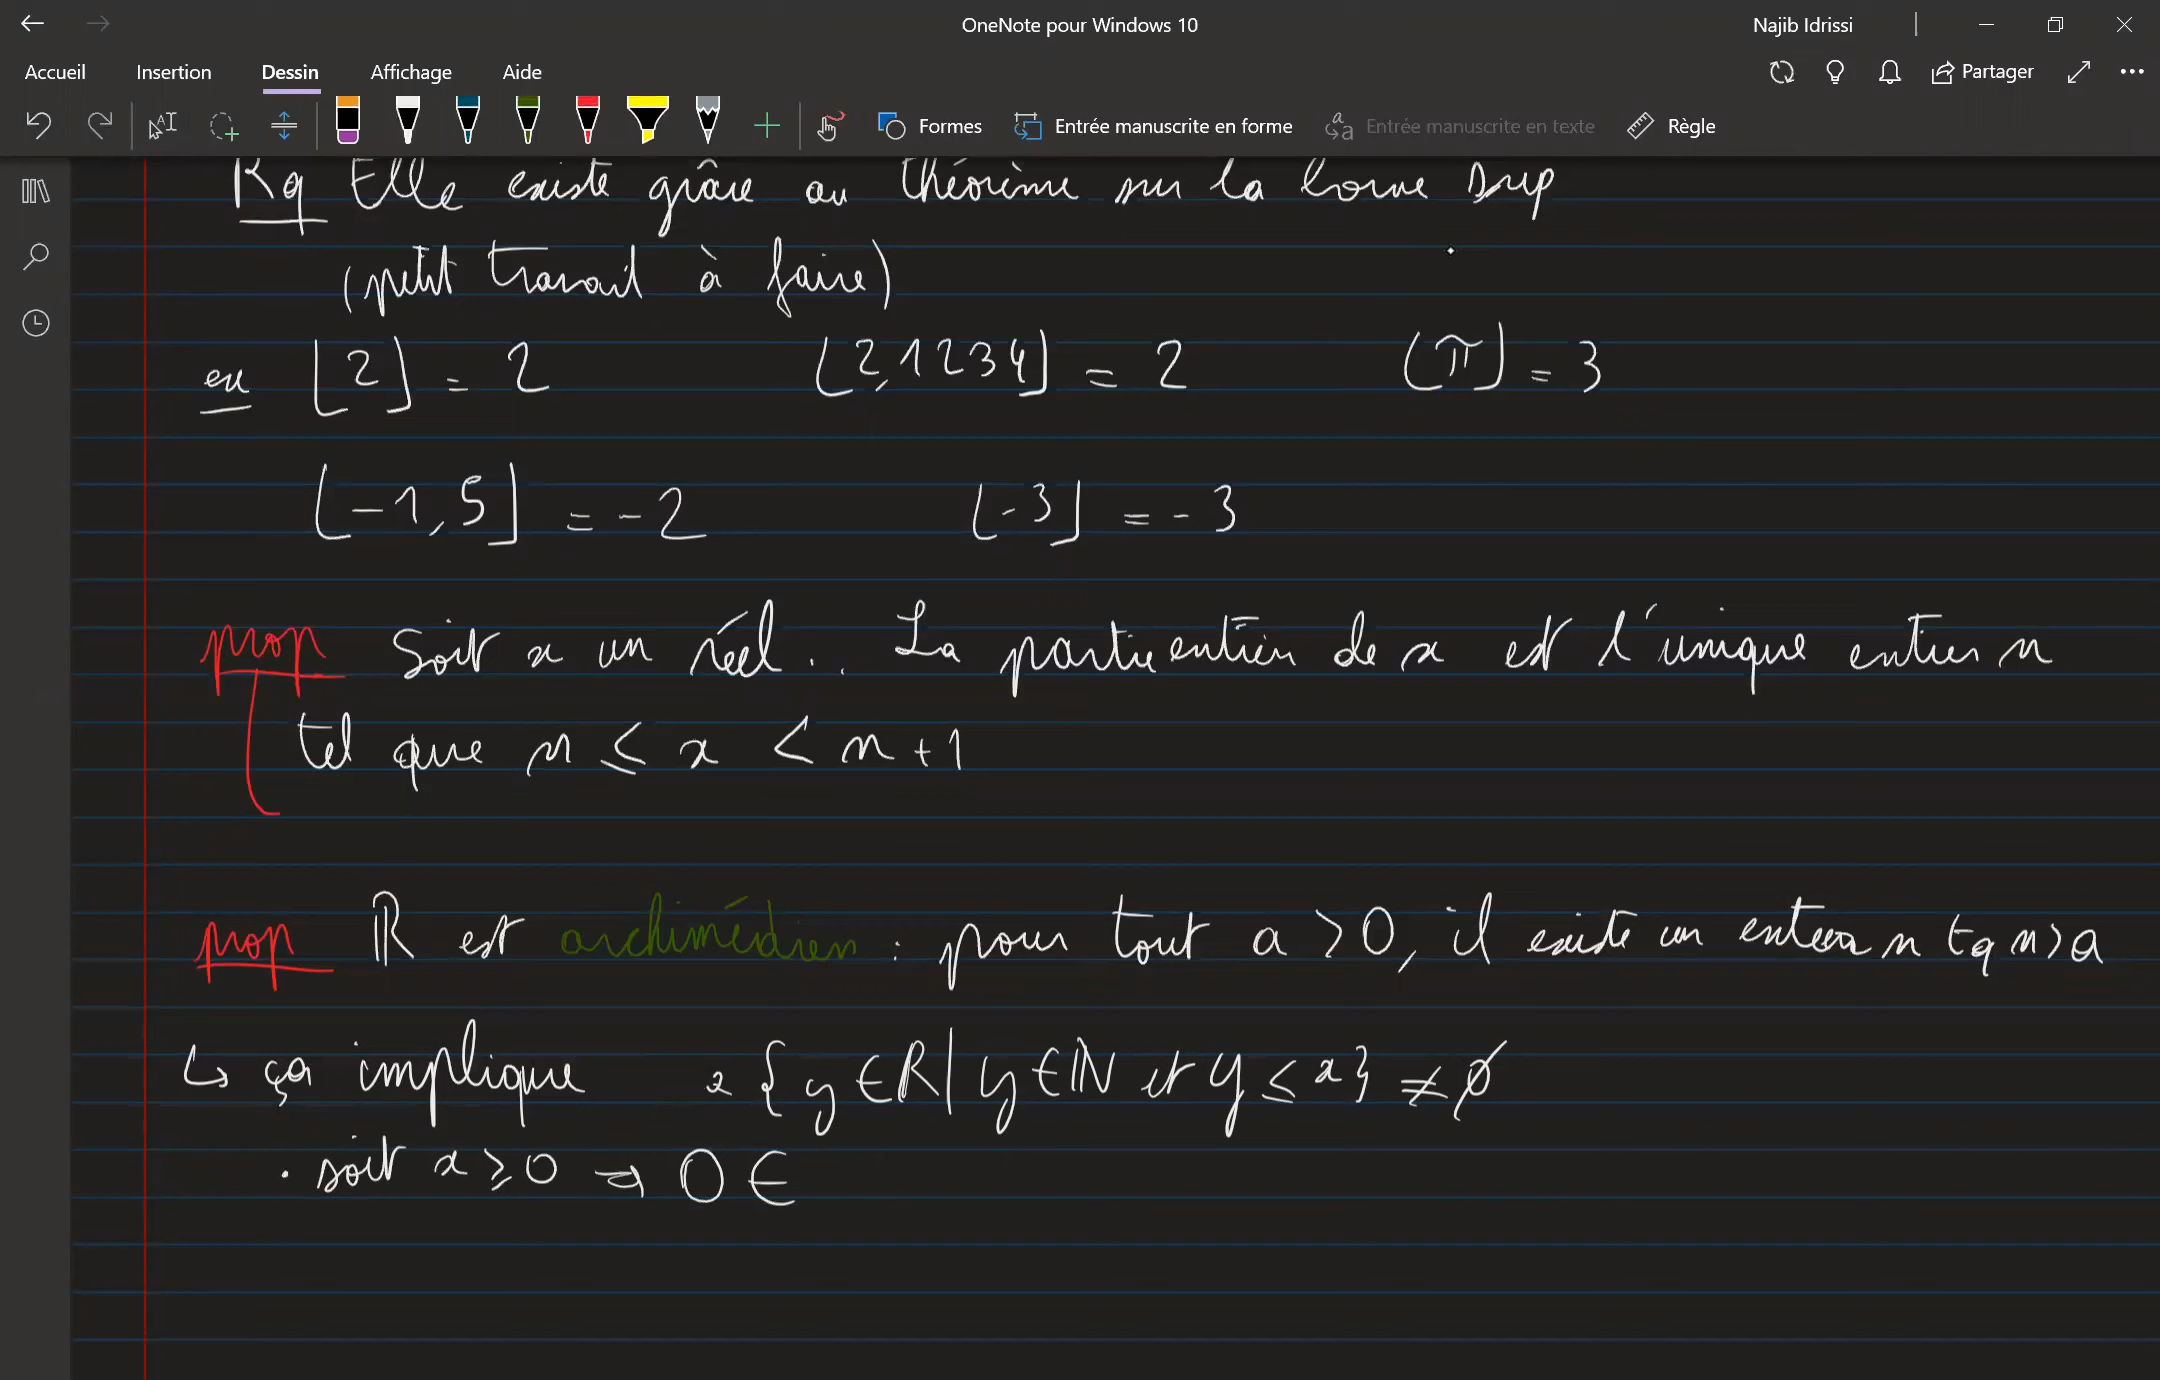 OneNote pour Windows 10
Najib Idrissi
Accueil Insertion Dessin Affichage Aide
Partager
Formes Entrée manuscrite en forme Entrée manuscrite en texte Règle
Rq Elle existe grâce au théorème sur la borne sup
(petit travail à faire)
ex ⌊2⌋ = 2 ⌊2,1234⌋ = 2 ⌊π⌋ = 3
⌊-1,5⌋ = -2 ⌊-3⌋ = -3
prop Soit x un réel. La partie entière de x est l'unique entier n
tel que n ≤ x < n+1
prop ℝ est archimédien : pour tout a > 0, il existe un entier n tq n > a
↳ ça implique {y ∈ R | y ∈ ℕ et y ≤ x} ≠ ∅
• soit x ≥ 0 → 0 ∈